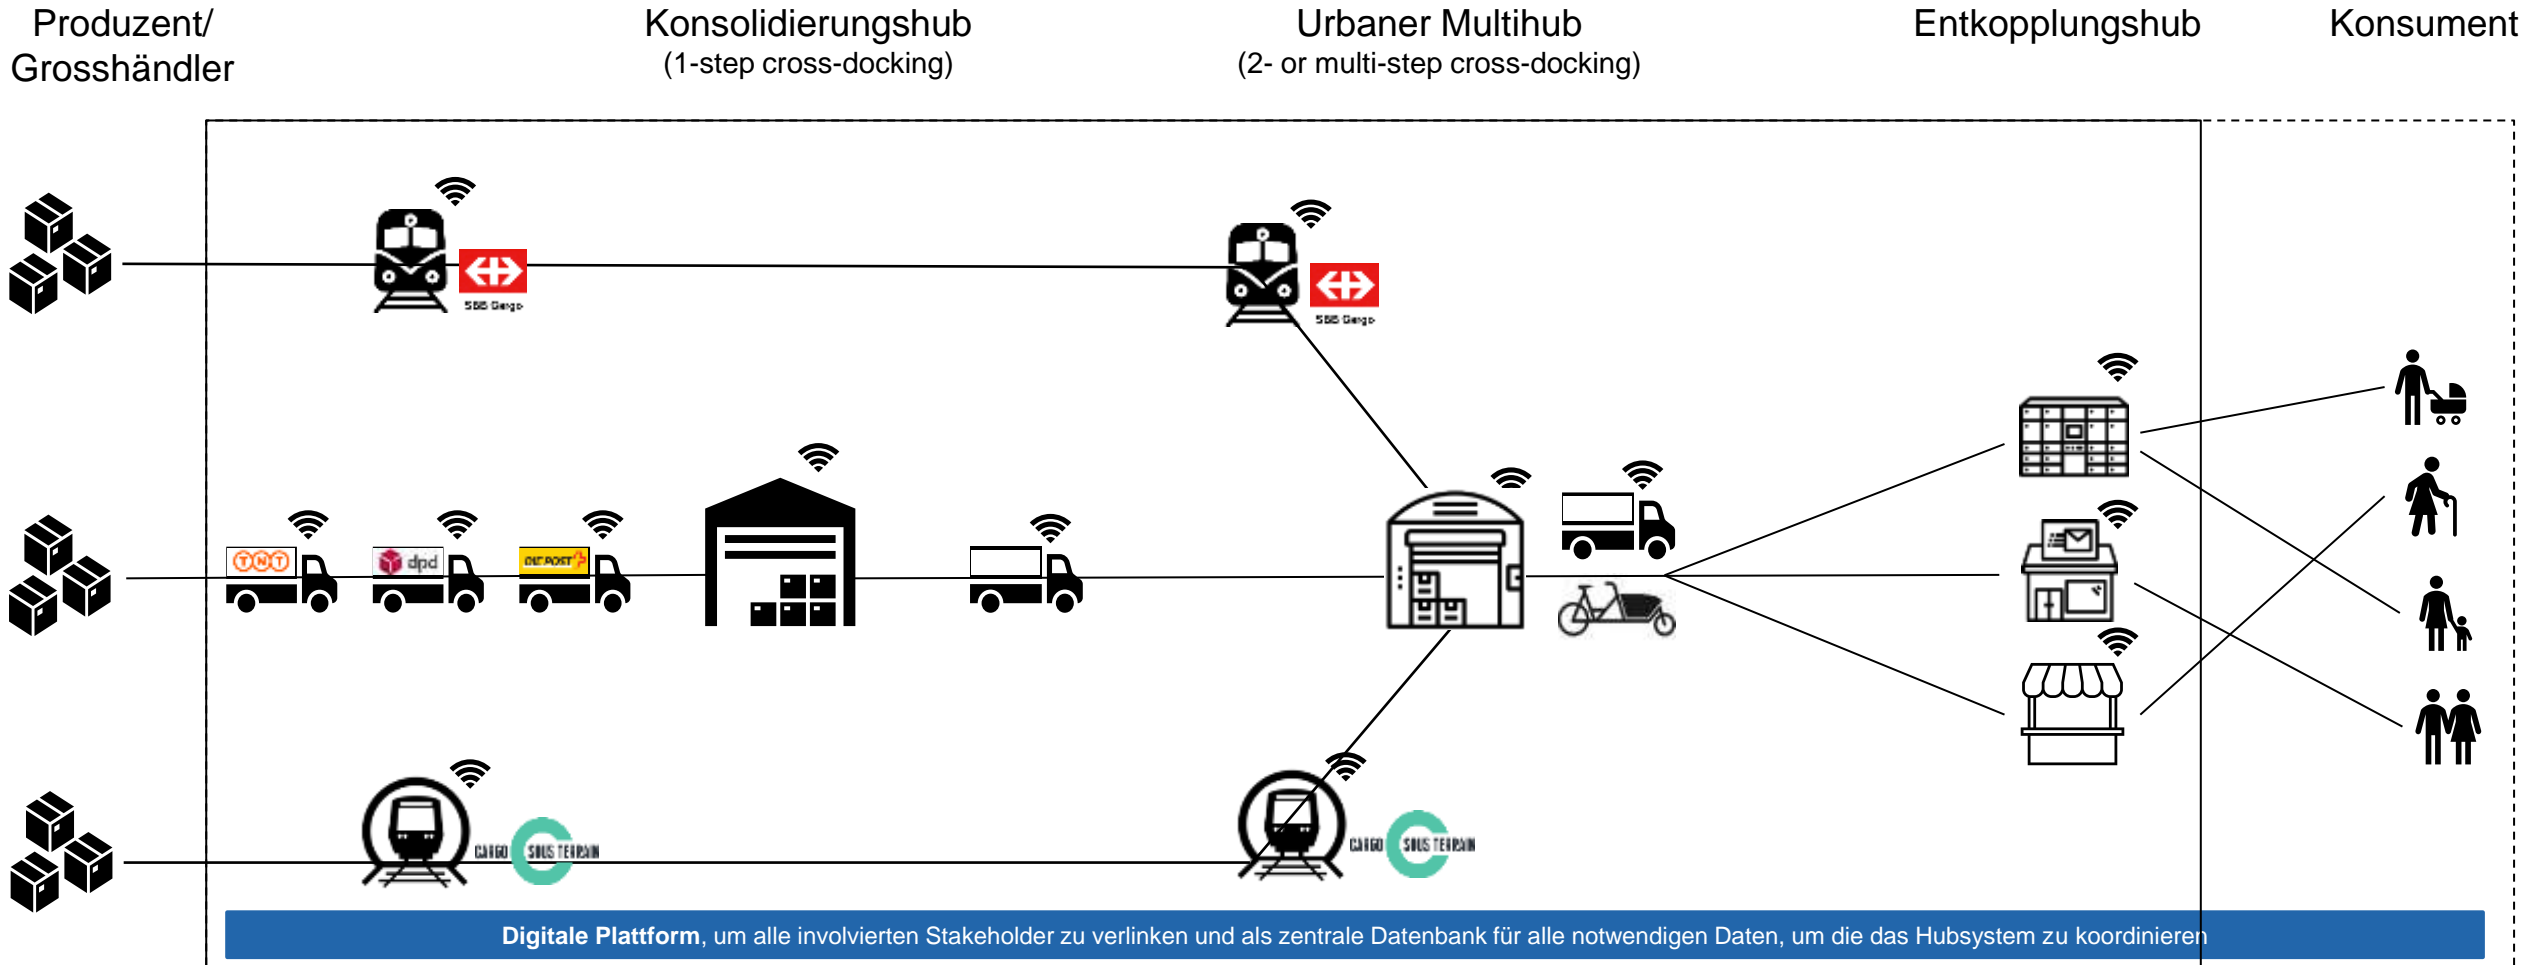 Produzent/
Grosshändler
Konsolidierungshub
(1-step cross-docking)
Urbaner Multihub
(2- or multi-step cross-docking)
Entkopplungshub
Konsument
SBB Cargo
SBB Cargo
TNT
dpd
DIE POST
CARGO SOUS TERRAIN
CARGO SOUS TERRAIN
Digitale Plattform, um alle involvierten Stakeholder zu verlinken und als zentrale Datenbank für alle notwendigen Daten, um die das Hubsystem zu koordinieren